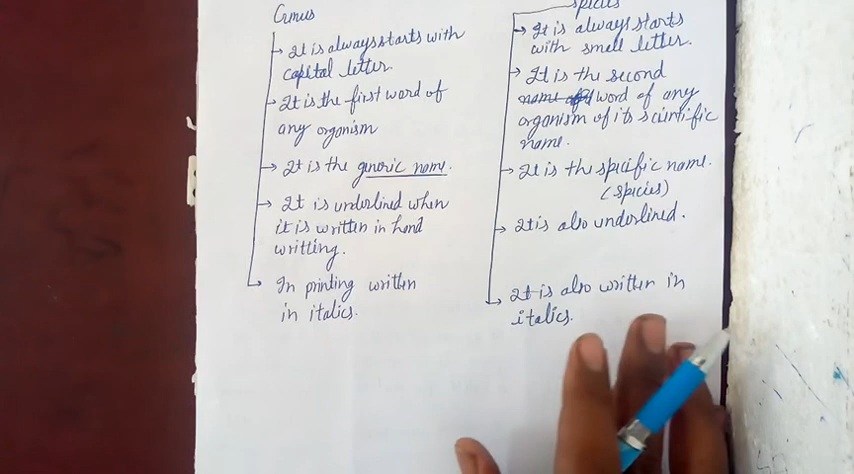 Genus
It is always starts with
capital letter.
It is the first word of
any organism
It is the generic name.
It is underlined when
it is written in hand
writting.
In printing written
in italics.
species
It is always starts
with small letter.
It is the second
name of word of any
organism of its scientific
name.
It is the specific name.
(species)
It is also underlined.
It is also written in
italics.